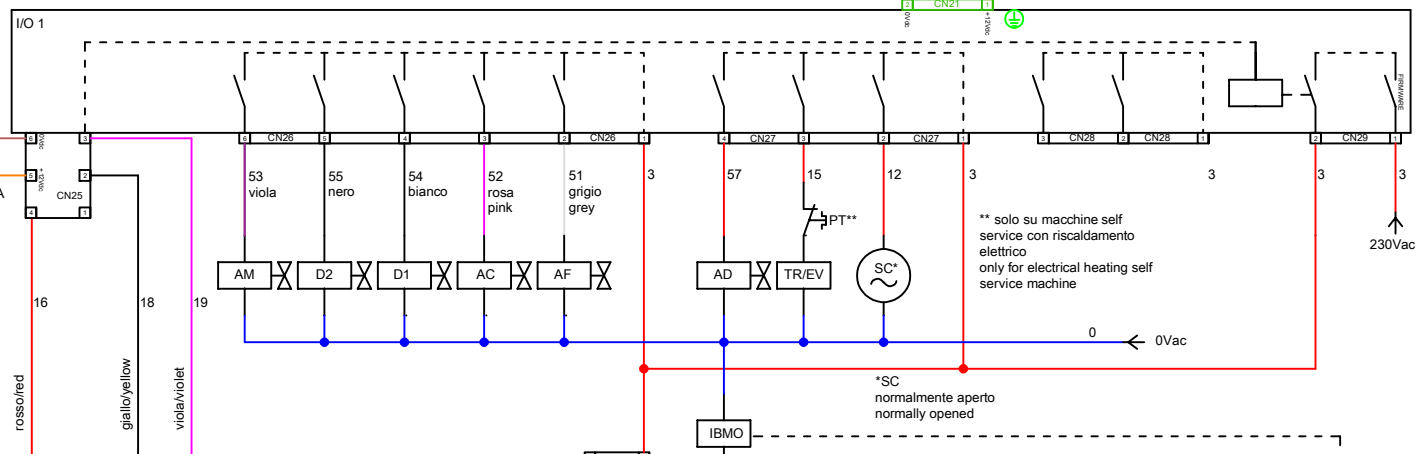 2 CN21 1
0Vdc +12Vdc
I/O 1
FIRMWARE
6 3
6 CN26 5 4 3 2 CN26 1
4 CN27 3 2 CN27 1
3 CN28 2 CN28 1
2 CN29 1
0Vdc
5 +12Vdc 2
CN25
4 1
A
53
viola
55
nero
54
bianco
52
rosa
pink
51
grigio
grey
3
57
15
12
3
3
3
3
PT**
** solo su macchine self
service con riscaldamento
elettrico
only for electrical heating self
service machine
230Vac
AM
D2
D1
AC
AF
AD
TR/EV
SC*
16
18
19
0
0Vac
rosso/red
giallo/yellow
viola/violet
*SC
normalmente aperto
normally opened
IBMO